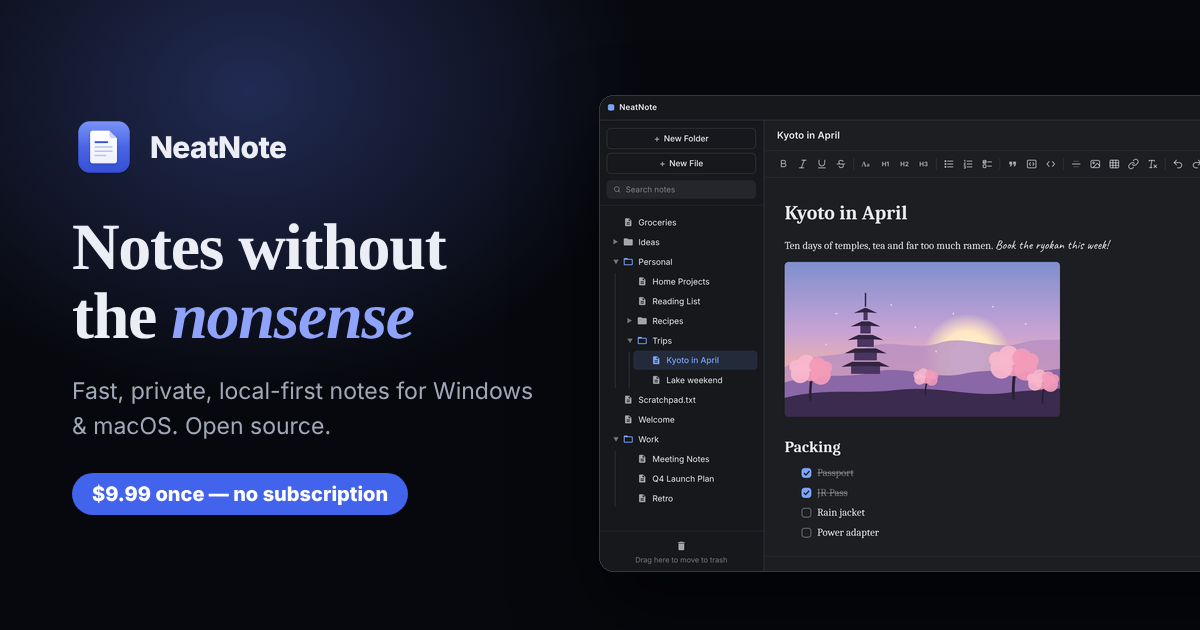 NeatNote
Notes without
the nonsense
Fast, private, local-first notes for Windows
& macOS. Open source.
$9.99 once — no subscription
NeatNote
+ New Folder
+ New File
Search notes
Groceries
Ideas
Personal
Home Projects
Reading List
Recipes
Trips
Kyoto in April
Lake weekend
Scratchpad.txt
Welcome
Work
Meeting Notes
Q4 Launch Plan
Retro
Drag here to move to trash
Kyoto in April
B I U S Aa H1 H2 H3
Kyoto in April
Ten days of temples, tea and far too much ramen. Book the ryokan this week!
Packing
Passport
JR Pass
Rain jacket
Power adapter